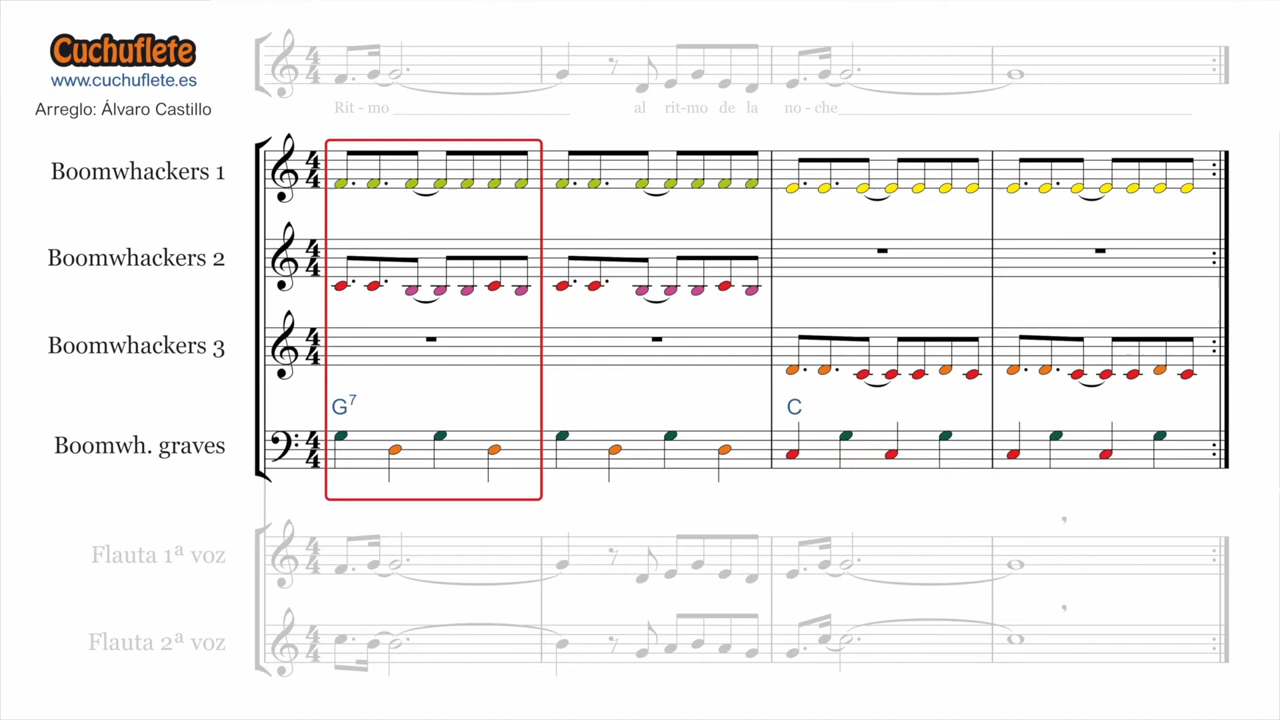 Cuchuflete
www.cuchuflete.es
Arreglo: Álvaro Castillo
Rit - mo al rit-mo de la no - che
Boomwhackers 1
Boomwhackers 2
Boomwhackers 3
G7 C
Boomwh. graves
Flauta 1ª voz
Flauta 2ª voz